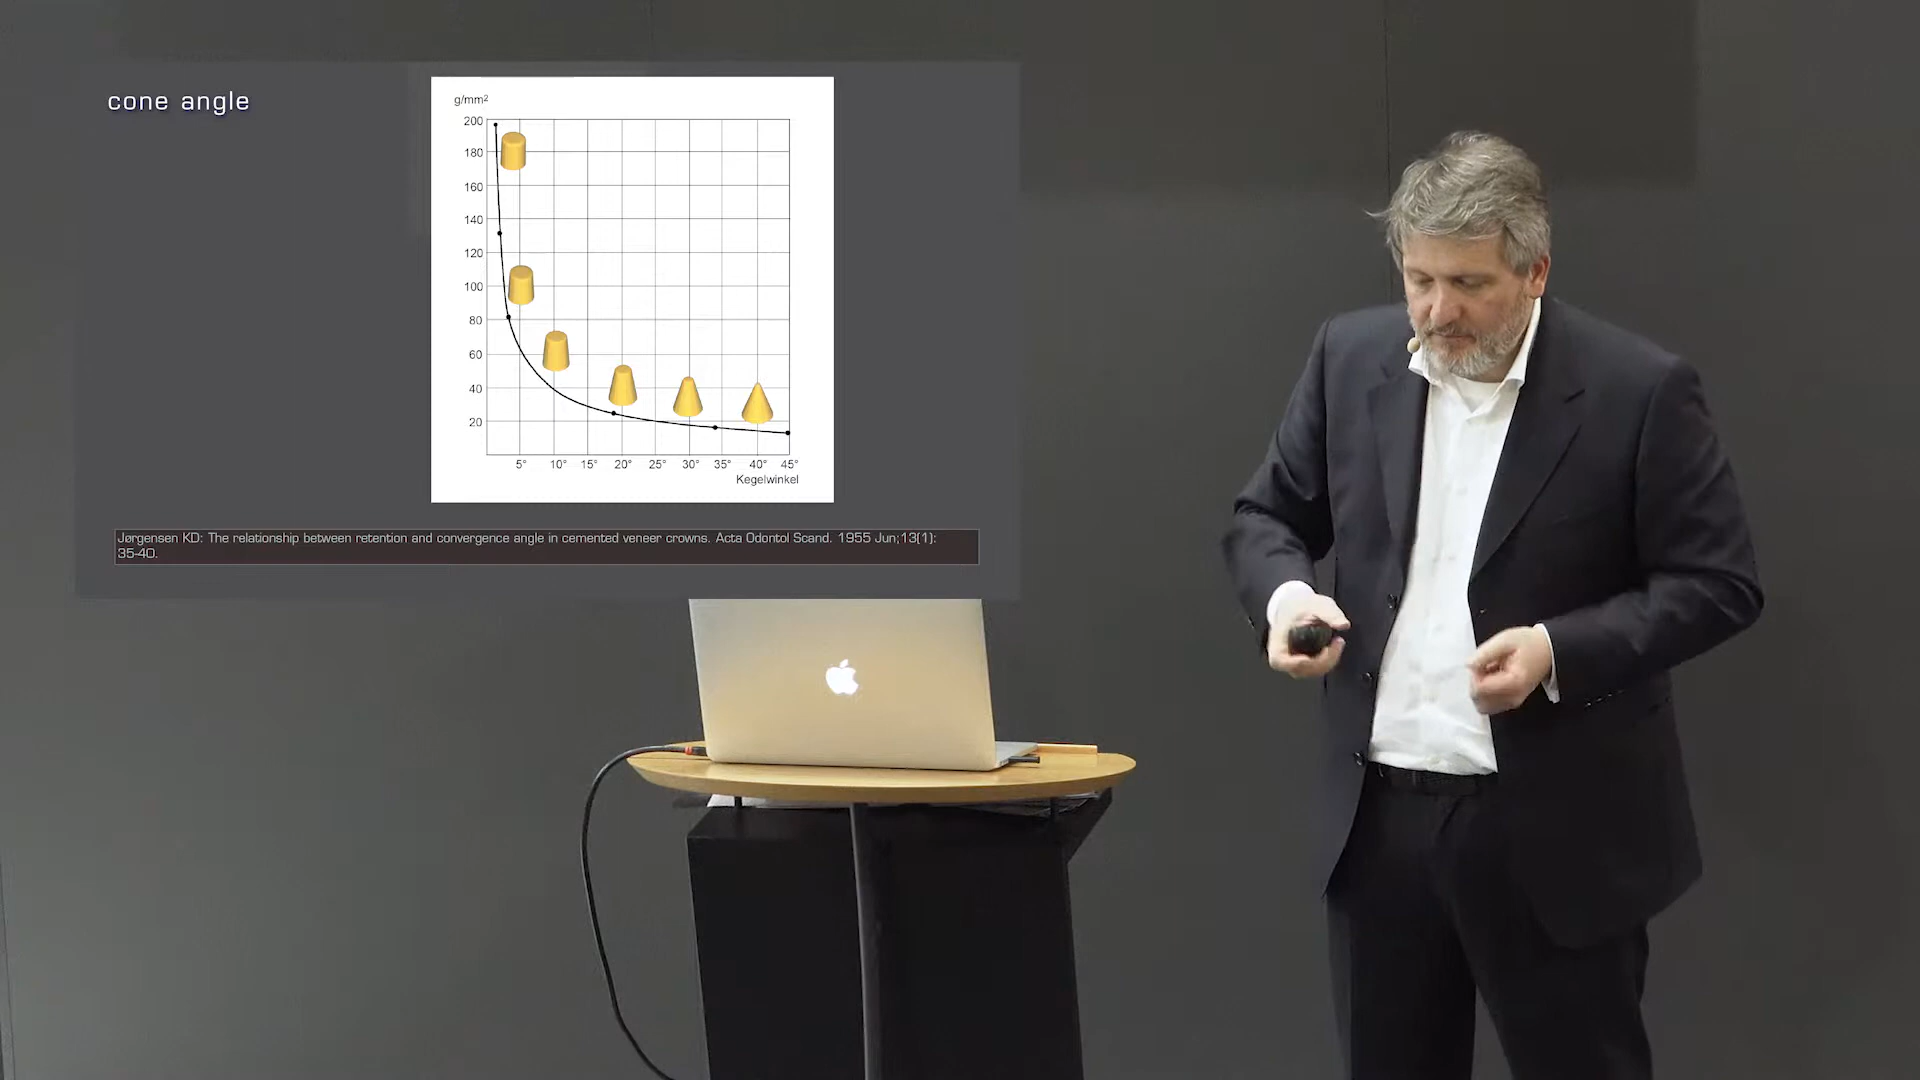 cone angle
g/mm²
200
180
160
140
120
100
80
60
40
20
5° 10° 15° 20° 25° 30° 35° 40° 45°
Kegelwinkel
Jørgensen KD: The relationship between retention and convergence angle in cemented veneer crowns. Acta Odontol Scand. 1955 Jun;13(1):
35-40.